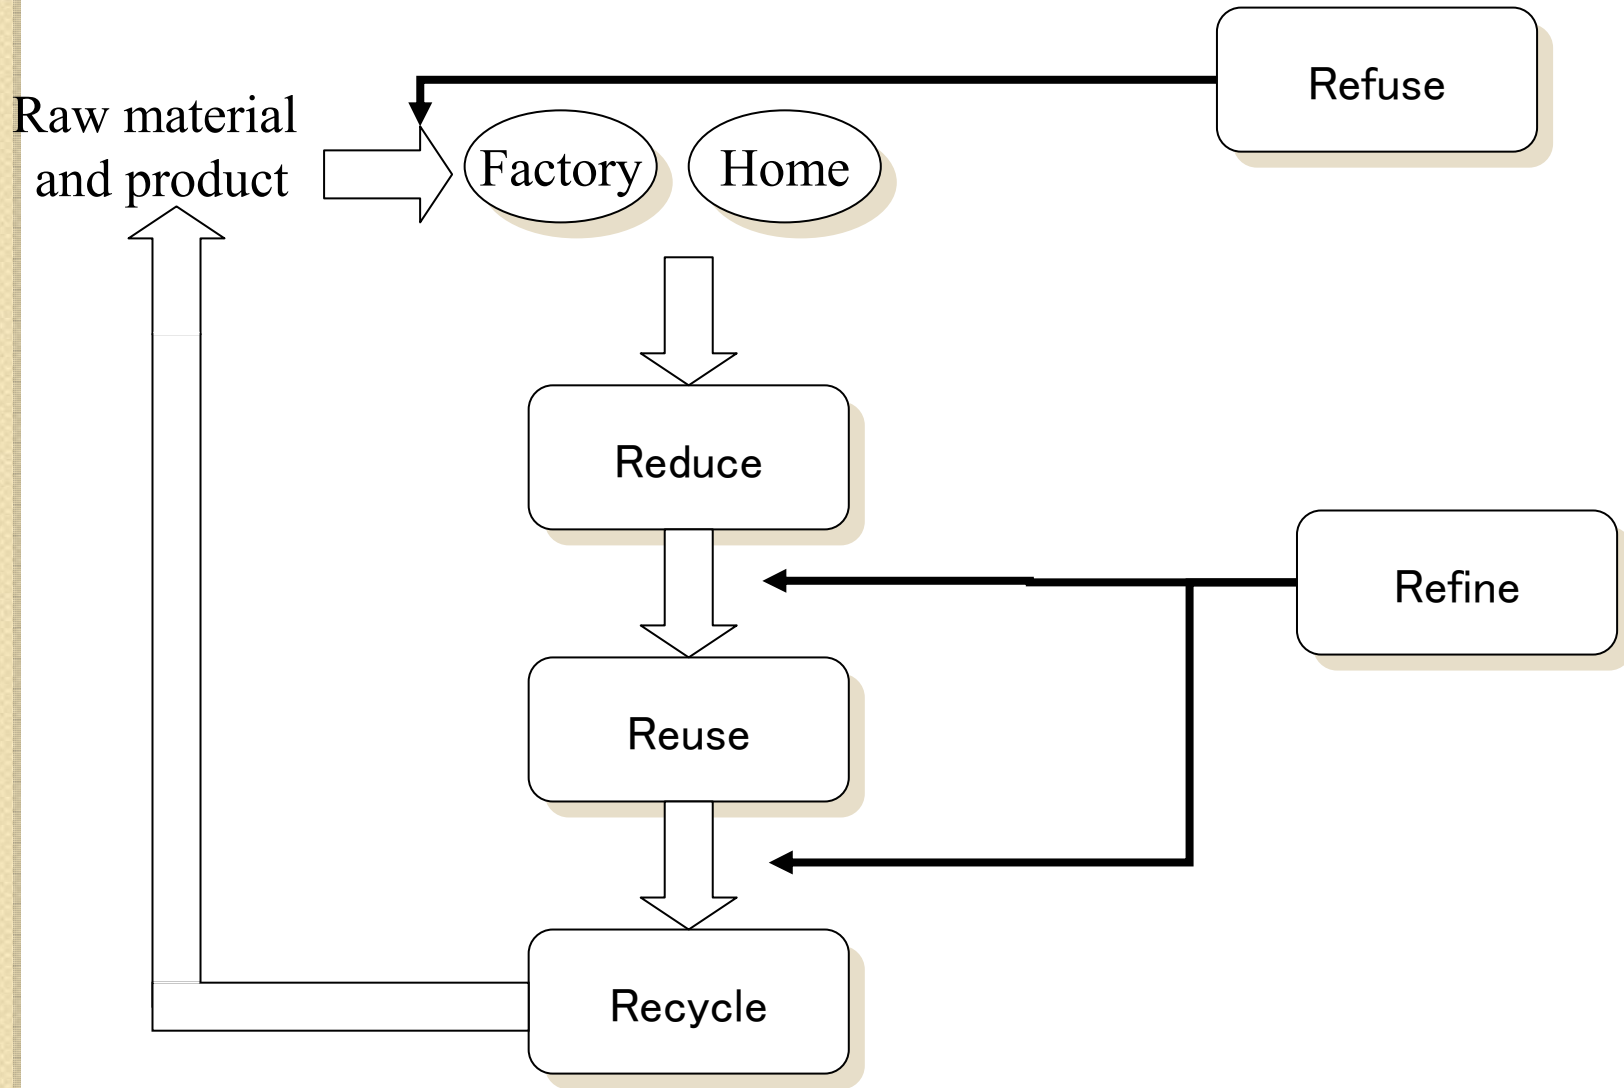 Refuse
Raw material
and product
Factory
Home
Reduce
Refine
Reuse
Recycle